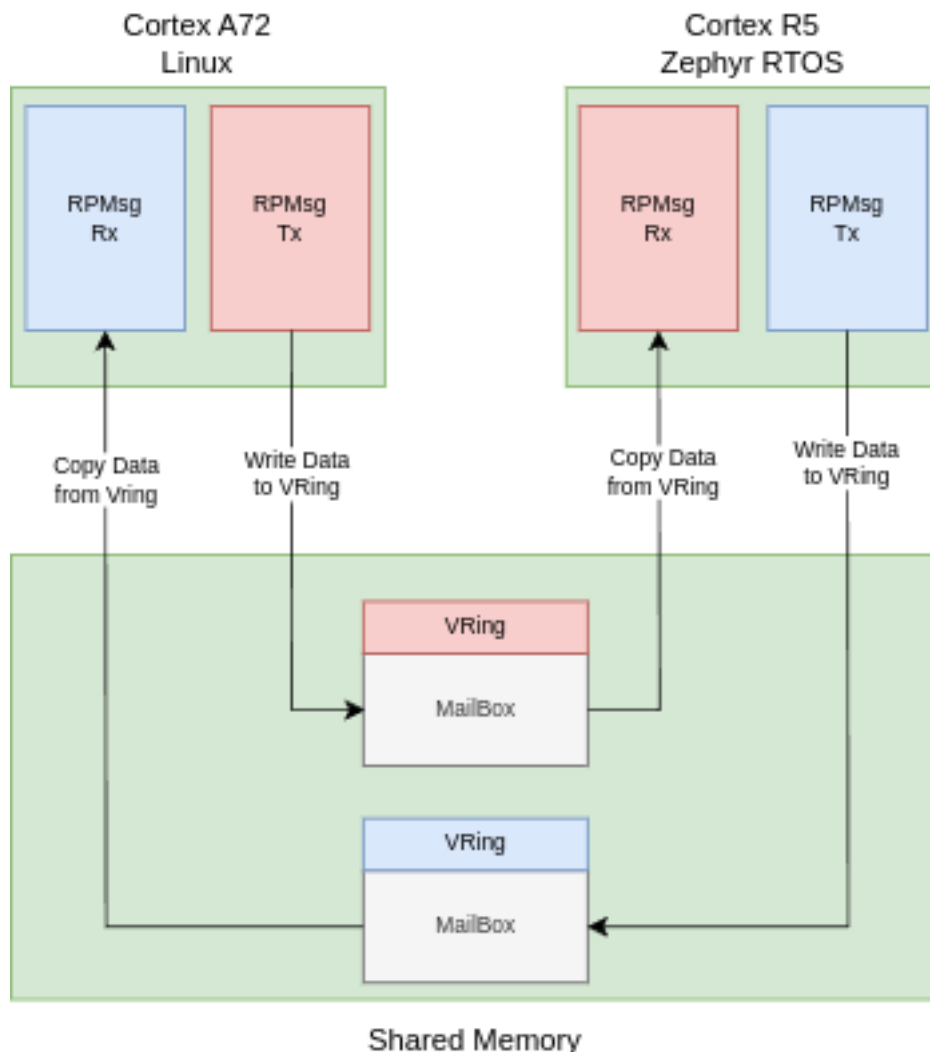 Cortex A72
Linux
Cortex R5
Zephyr RTOS
RPMsg
Rx
RPMsg
Tx
RPMsg
Rx
RPMsg
Tx
Copy Data
from Vring
Write Data
to VRing
Copy Data
from VRing
Write Data
to VRing
VRing
MailBox
VRing
MailBox
Shared Memory